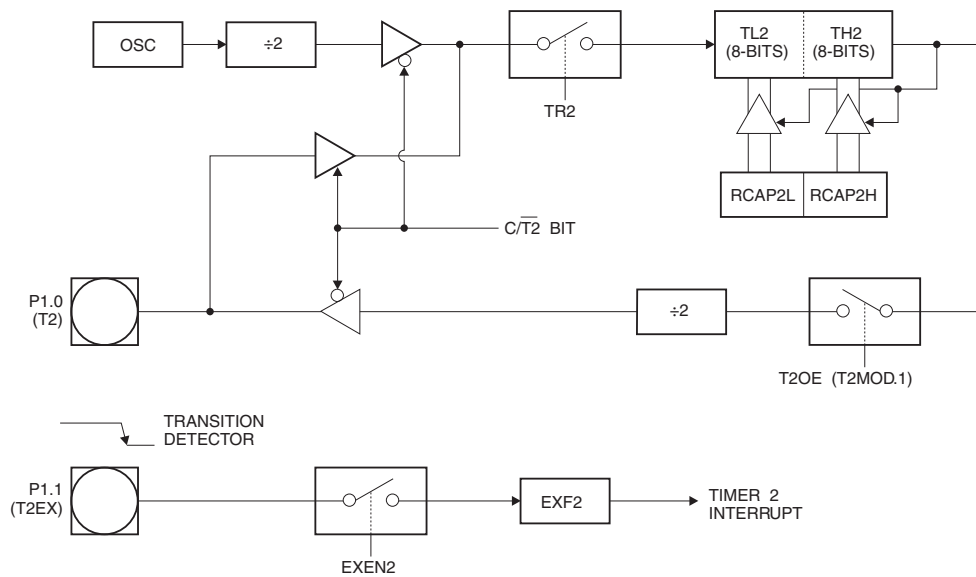 OSC
÷2
TR2
TL2
(8-BITS)
TH2
(8-BITS)
RCAP2L
RCAP2H
C/T2 BIT
P1.0
(T2)
÷2
T2OE (T2MOD.1)
TRANSITION
DETECTOR
P1.1
(T2EX)
EXEN2
EXF2
TIMER 2
INTERRUPT